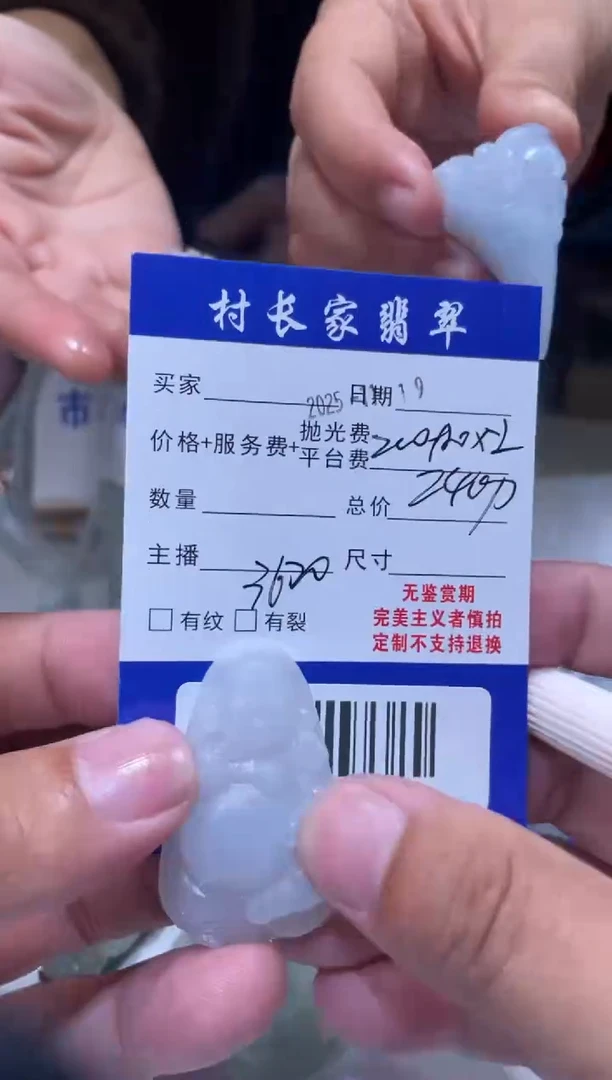 村长家翡翠
买家
2025 日期 19
价格+服务费+抛光费
平台费
数量 总价
主播 3600 尺寸
□有纹 □有裂
无鉴赏期
完美主义者慎拍
定制不支持退换
市